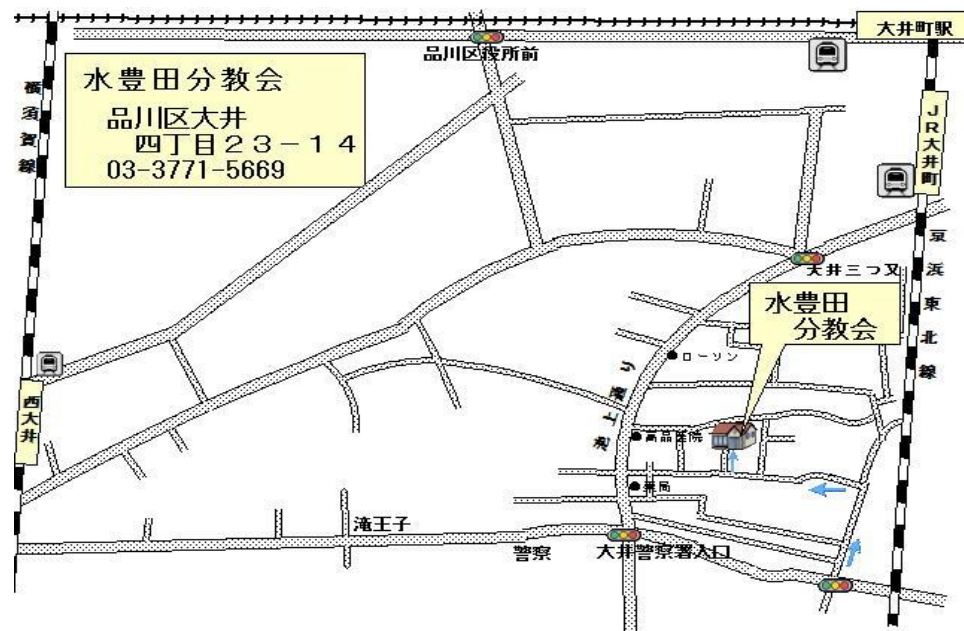 大井町駅
品川区役所前
水豊田分教会
品川区大井
四丁目23-14
03-3771-5669
横須賀線
JR大井町
京浜東北線
大井三つ又
水豊田
分教会
ローソン
池上通り
西大井
高品医院
薬局
滝王子
警察
大井警察署入口